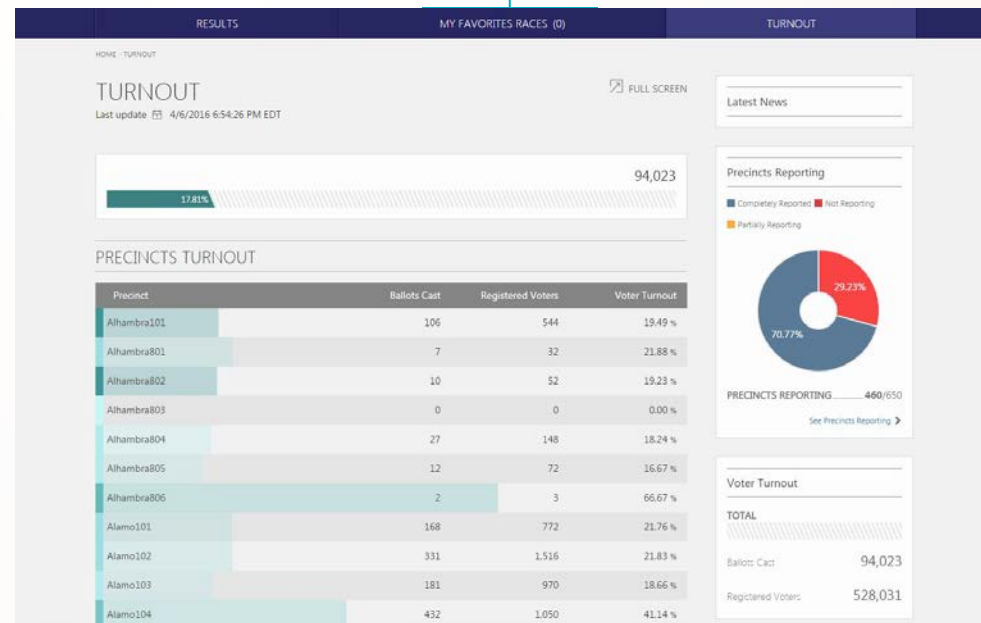 RESULTS
MY FAVORITES RACES (0)
TURNOUT
HOME - TURNOUT
TURNOUT
FULL SCREEN
Last update 4/6/2016 6:54:26 PM EDT
94,023
17.81%
PRECINCTS TURNOUT
Precinct Ballots Cast Registered Voters Voter Turnout
Alhambra101 106 544 19.49 %
Alhambra801 7 32 21.88 %
Alhambra802 10 52 19.23 %
Alhambra803 0 0 0.00 %
Alhambra804 27 148 18.24 %
Alhambra805 12 72 16.67 %
Alhambra806 2 3 66.67 %
Alamo101 168 772 21.76 %
Alamo102 331 1,516 21.83 %
Alamo103 181 970 18.66 %
Alamo104 432 1,050 41.14 %
Latest News
Precincts Reporting
Completely Reported Not Reporting
Partially Reporting
29.23%
70.77%
PRECINCTS REPORTING 460/650
See Precincts Reporting
Voter Turnout
TOTAL
Ballots Cast 94,023
Registered Voters 528,031